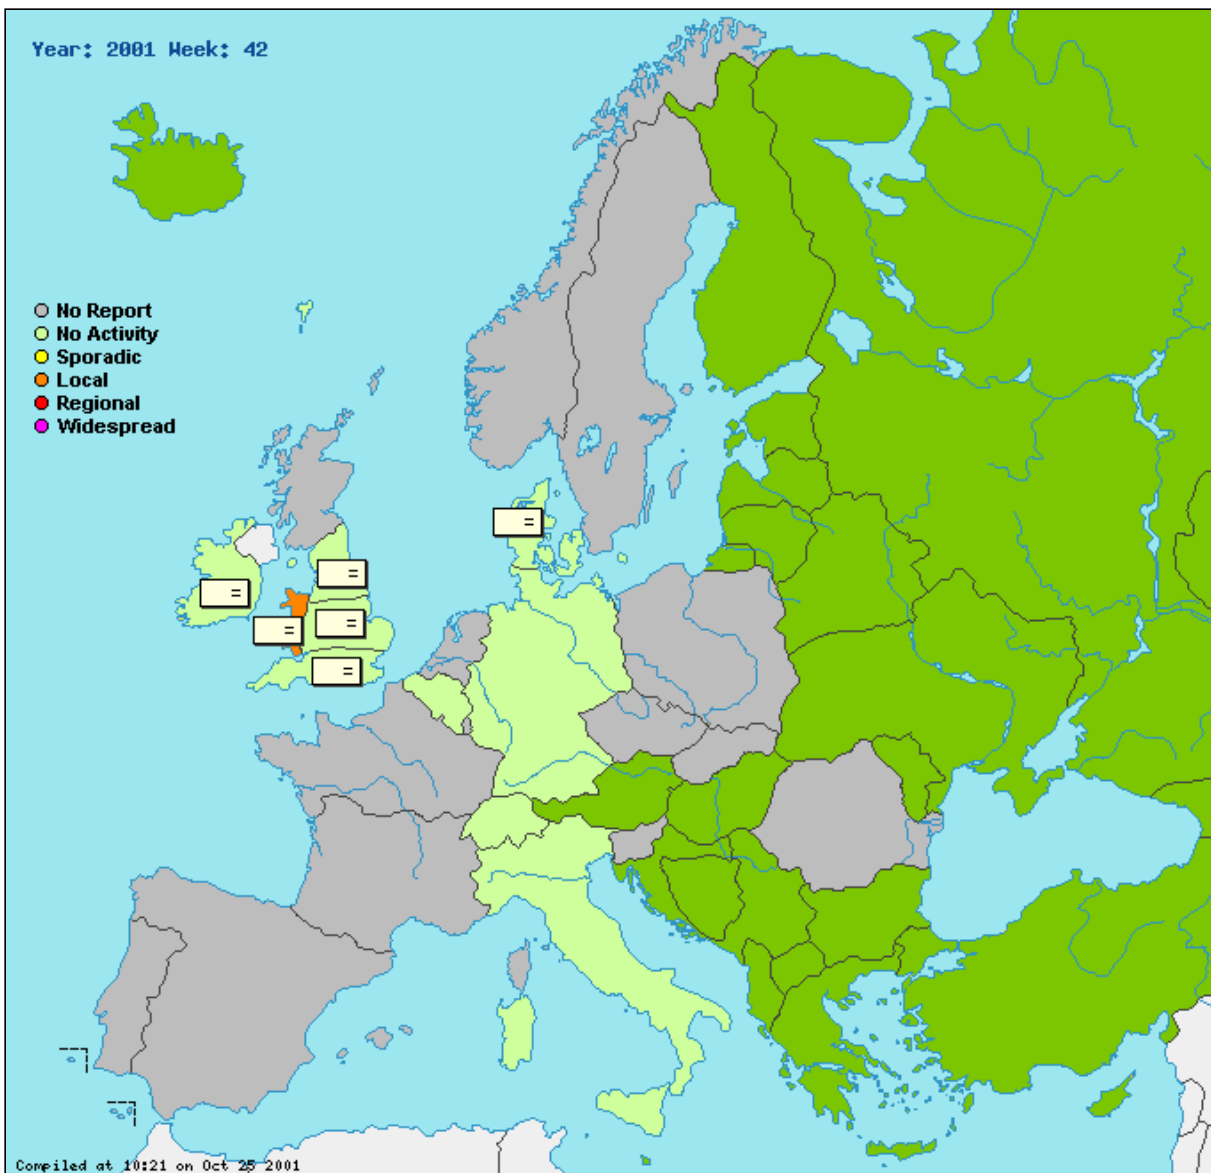 Year: 2001 Week: 42
No Report
No Activity
Sporadic
Local
Regional
Widespread
=
=
=
=
=
=
Compiled at 10:21 on Oct 25 2001